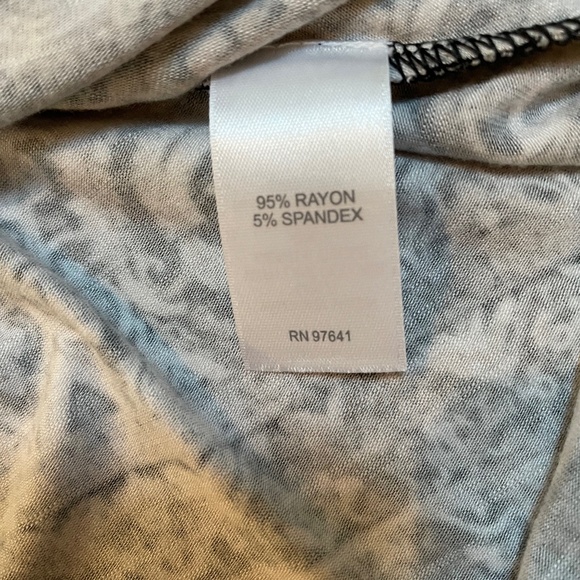 95% RAYON
5% SPANDEX
RN 97641